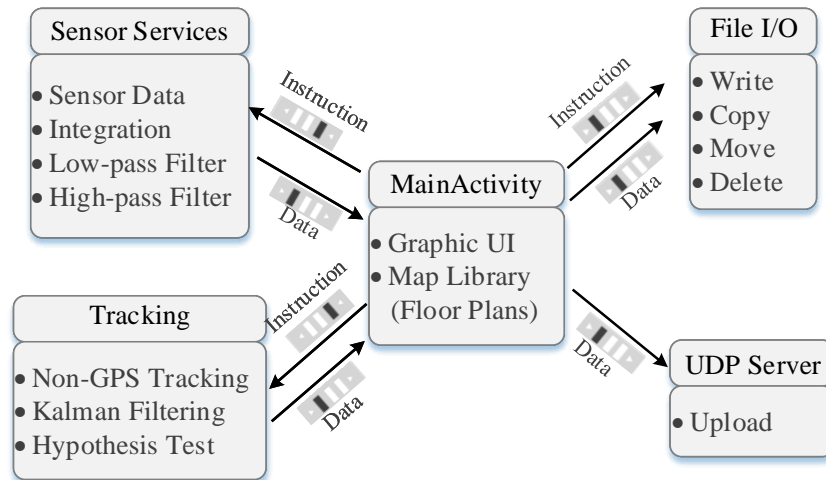 Sensor Services
• Sensor Data
• Integration
• Low-pass Filter
• High-pass Filter
Instruction
Data
File I/O
• Write
• Copy
• Move
• Delete
Instruction
Data
MainActivity
• Graphic UI
• Map Library
(Floor Plans)
Tracking
• Non-GPS Tracking
• Kalman Filtering
• Hypothesis Test
Instruction
Data
Data
UDP Server
• Upload